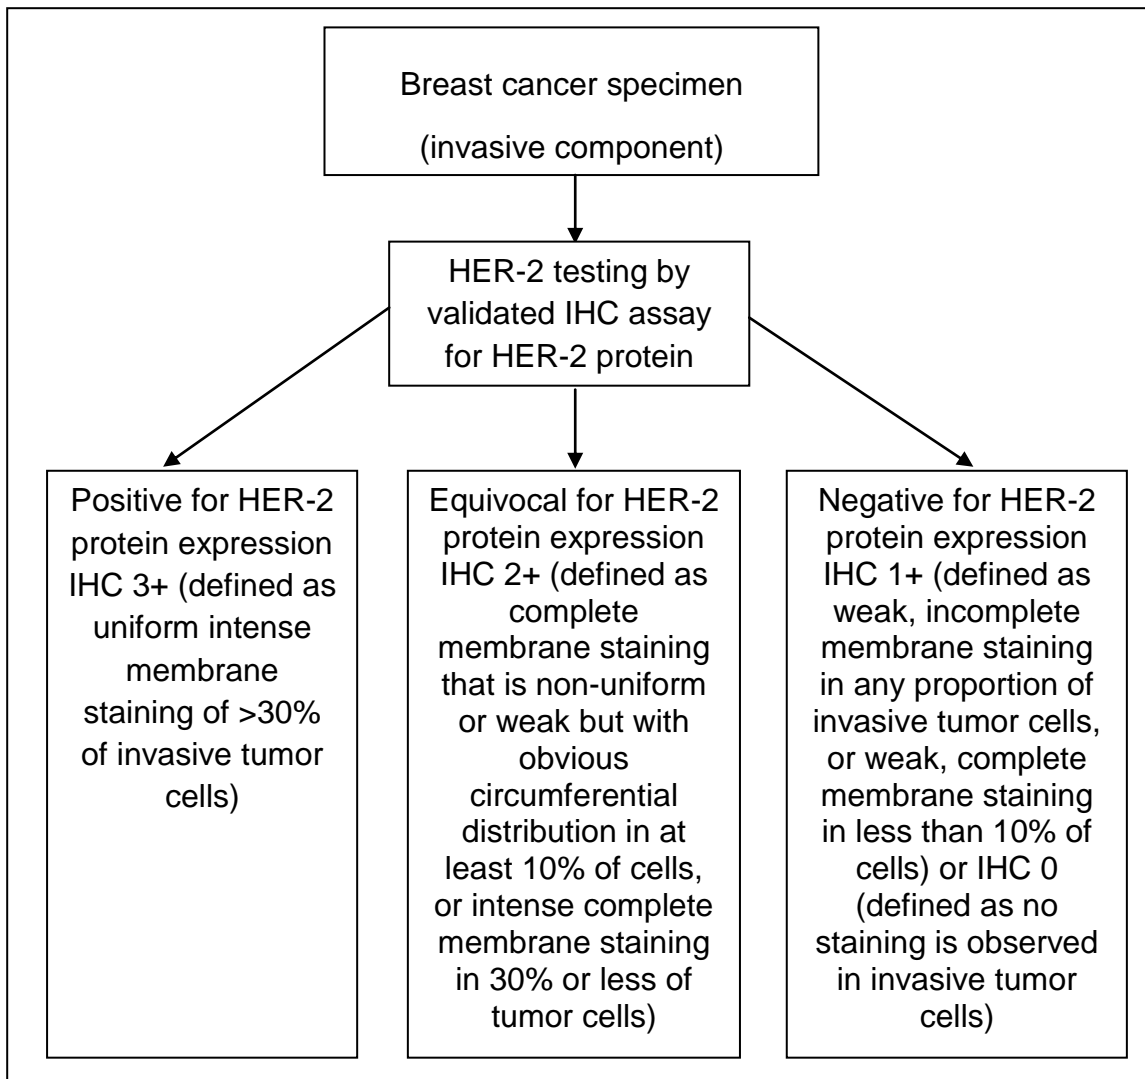 Breast cancer specimen
(invasive component)
HER-2 testing by
validated IHC assay
for HER-2 protein
Positive for HER-2
protein expression
IHC 3+ (defined as
uniform intense
membrane
staining of >30%
of invasive tumor
cells)
Equivocal for HER-2
protein expression
IHC 2+ (defined as
complete
membrane staining
that is non-uniform
or weak but with
obvious
circumferential
distribution in at
least 10% of cells,
or intense complete
membrane staining
in 30% or less of
tumor cells)
Negative for HER-2
protein expression
IHC 1+ (defined as
weak, incomplete
membrane staining
in any proportion of
invasive tumor cells,
or weak, complete
membrane staining
in less than 10% of
cells) or IHC 0
(defined as no
staining is observed
in invasive tumor
cells)